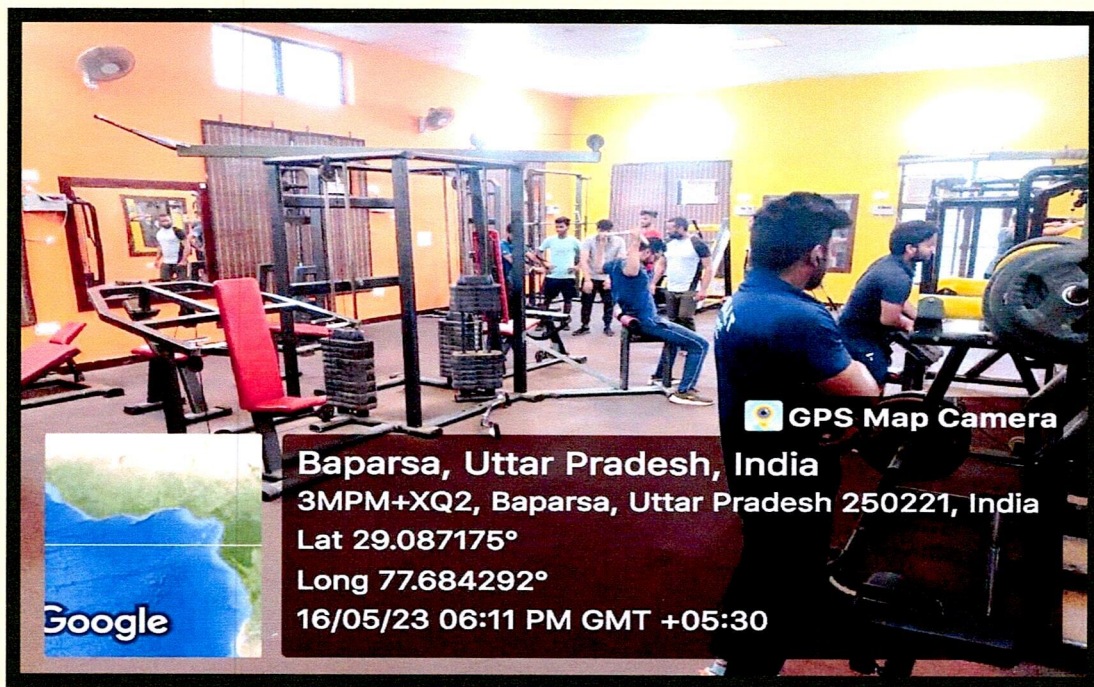 GPS Map Camera
Baparsa, Uttar Pradesh, India
3MPM+XQ2, Baparsa, Uttar Pradesh 250221, India
Lat 29.087175°
Long 77.684292°
16/05/23 06:11 PM GMT +05:30
Google